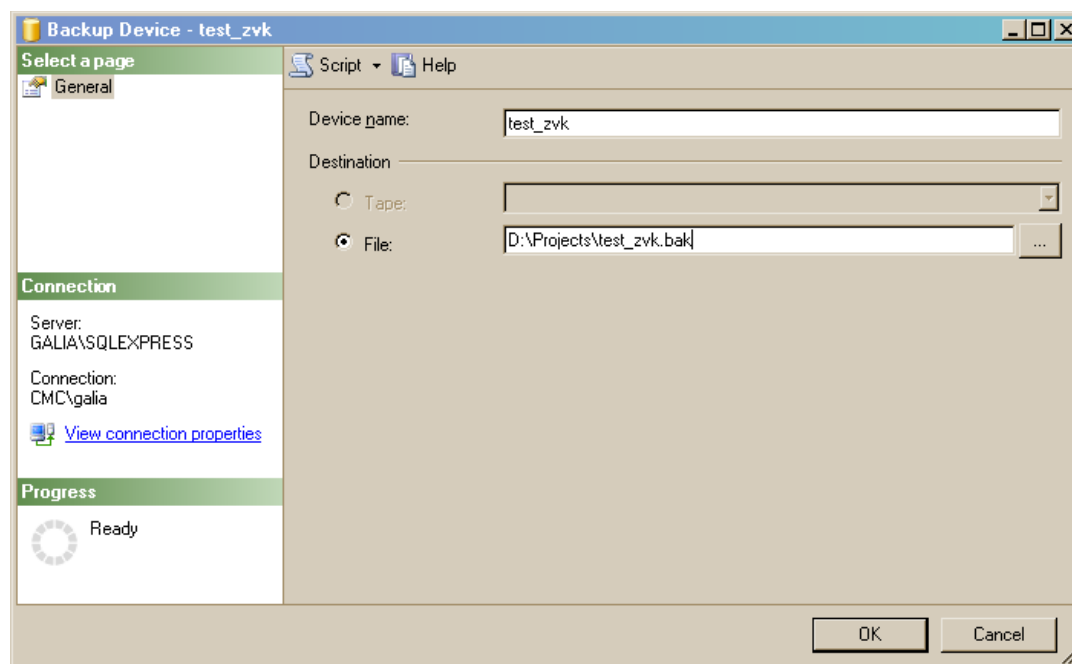 Backup Device - test_zvk
Select a page
General
Script
Help
Device name:
test_zvk
Destination
Tape:
File:
D:\Projects\test_zvk.bak
...
Connection
Server:
GALIA\SQLEXPRESS
Connection:
CMC\galia
View connection properties
Progress
Ready
OK
Cancel